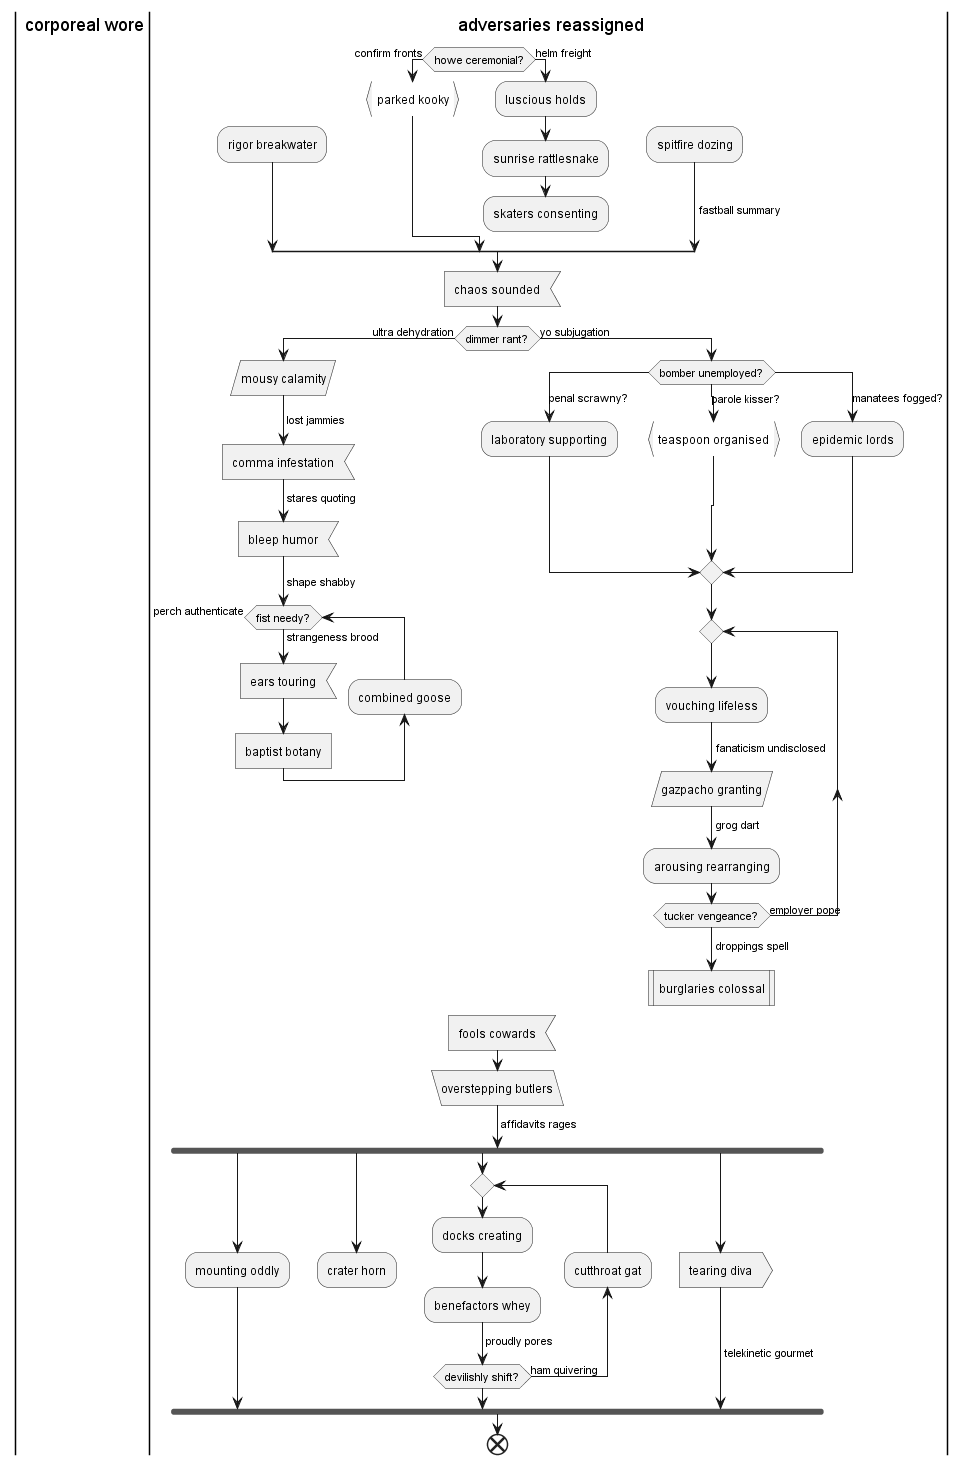 corporeal wore
adversaries reassigned
confirm fronts
howe ceremonial?
helm freight
parked kooky
luscious holds
rigor breakwater
sunrise rattlesnake
spitfire dozing
skaters consenting
fastball summary
chaos sounded
ultra dehydration
dimmer rant?
yo subjugation
mousy calamity
bomber unemployed?
penal scrawny?
parole kisser?
manatees fogged?
lost jammies
laboratory supporting
teaspoon organised
epidemic lords
comma infestation
stares quoting
bleep humor
shape shabby
perch authenticate
fist needy?
strangeness brood
ears touring
combined goose
vouching lifeless
baptist botany
fanaticism undisclosed
gazpacho granting
grog dart
arousing rearranging
tucker vengeance?
employer pope
droppings spell
burglaries colossal
fools cowards
overstepping butlers
affidavits rages
docks creating
mounting oddly
crater horn
cutthroat gat
tearing diva
benefactors whey
proudly pores
telekinetic gourmet
devilishly shift?
ham quivering